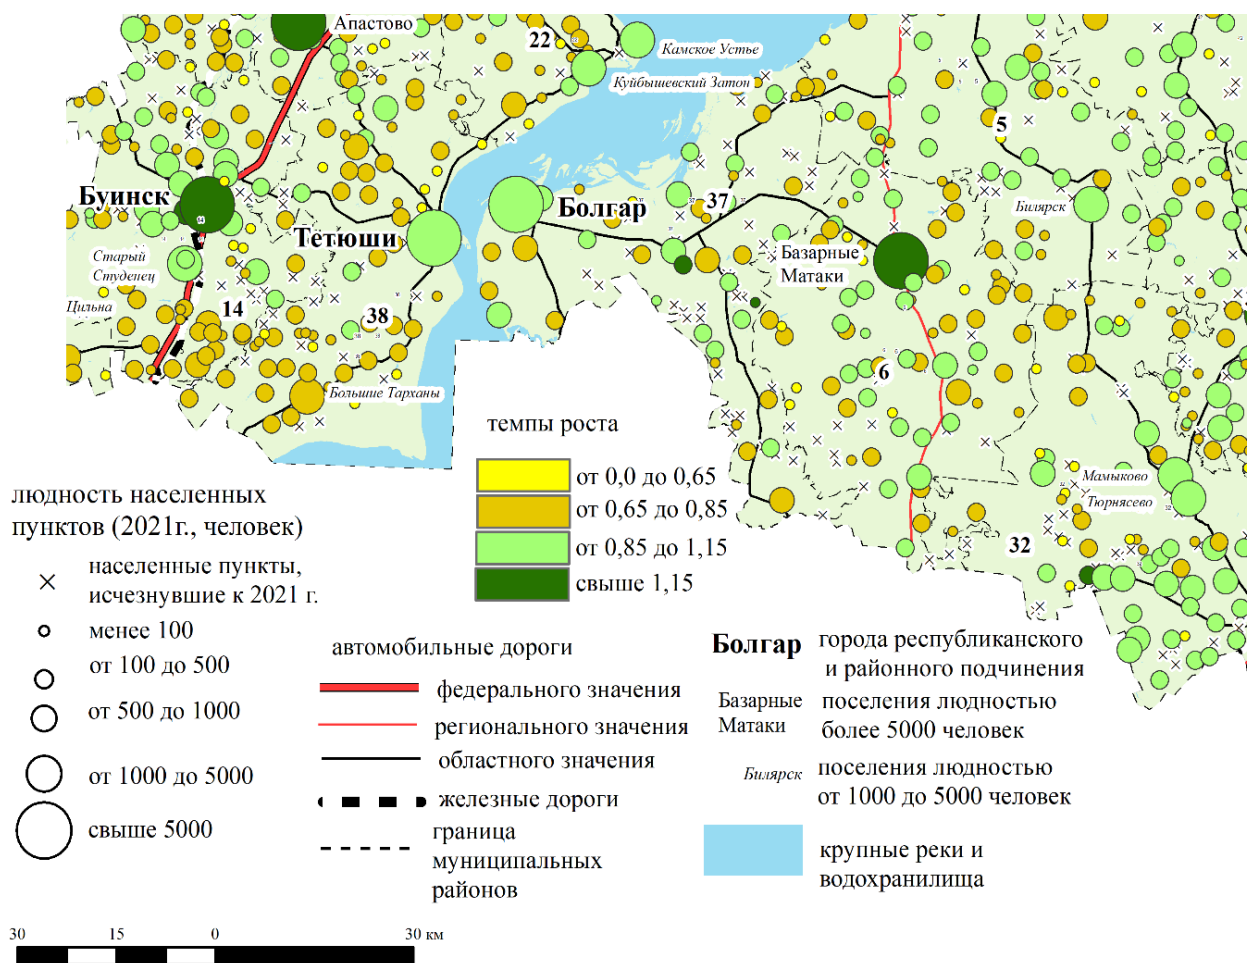 Апастово
22
Камское Устье
Куйбышевский Затон
5
Буинск
Болгар
37
Билярск
Тетюши
Старый
Студенец
Базарные
Матаки
Цильна
14
38
6
Большие Тарханы
Мамыково
Тюрнясево
32
темпы роста
от 0,0 до 0,65
от 0,65 до 0,85
от 0,85 до 1,15
свыше 1,15
людность населенных
пунктов (2021г., человек)
населенные пункты,
исчезнувшие к 2021 г.
менее 100
от 100 до 500
от 500 до 1000
от 1000 до 5000
свыше 5000
автомобильные дороги
федерального значения
регионального значения
областного значения
железные дороги
граница
муниципальных
районов
Болгар
города республиканского
и районного подчинения
Базарные
Матаки
поселения людностью
более 5000 человек
Билярск
поселения людностью
от 1000 до 5000 человек
крупные реки и
водохранилища
30 15 0 30 км